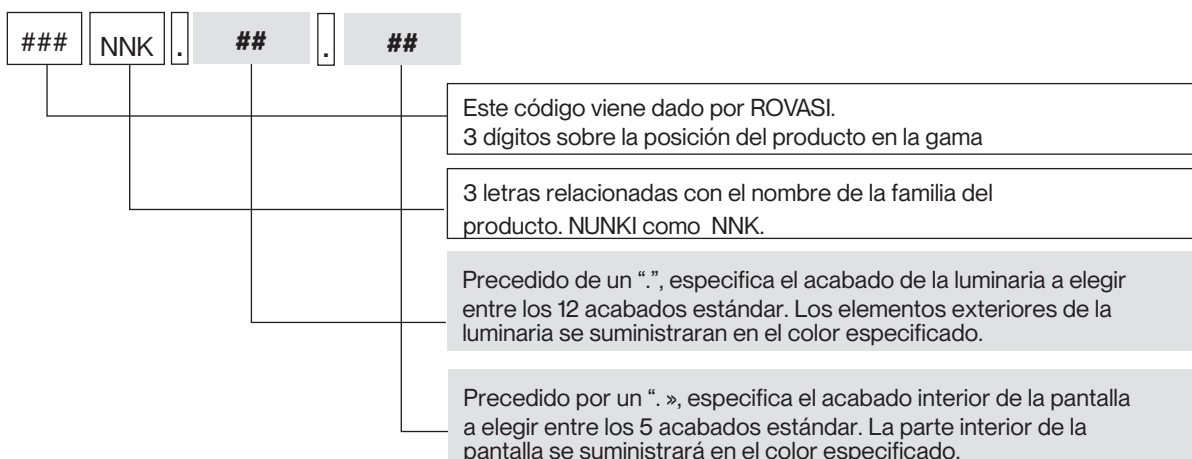 ### NNK . ## . ##
Este código viene dado por ROVASI.
3 dígitos sobre la posición del producto en la gama
3 letras relacionadas con el nombre de la familia del
producto. NUNKI como NNK.
Precedido de un “.”, especifica el acabado de la luminaria a elegir
entre los 12 acabados estándar. Los elementos exteriores de la
luminaria se suministraran en el color especificado.
Precedido por un “. », especifica el acabado interior de la pantalla
a elegir entre los 5 acabados estándar. La parte interior de la
pantalla se suministrará en el color especificado.